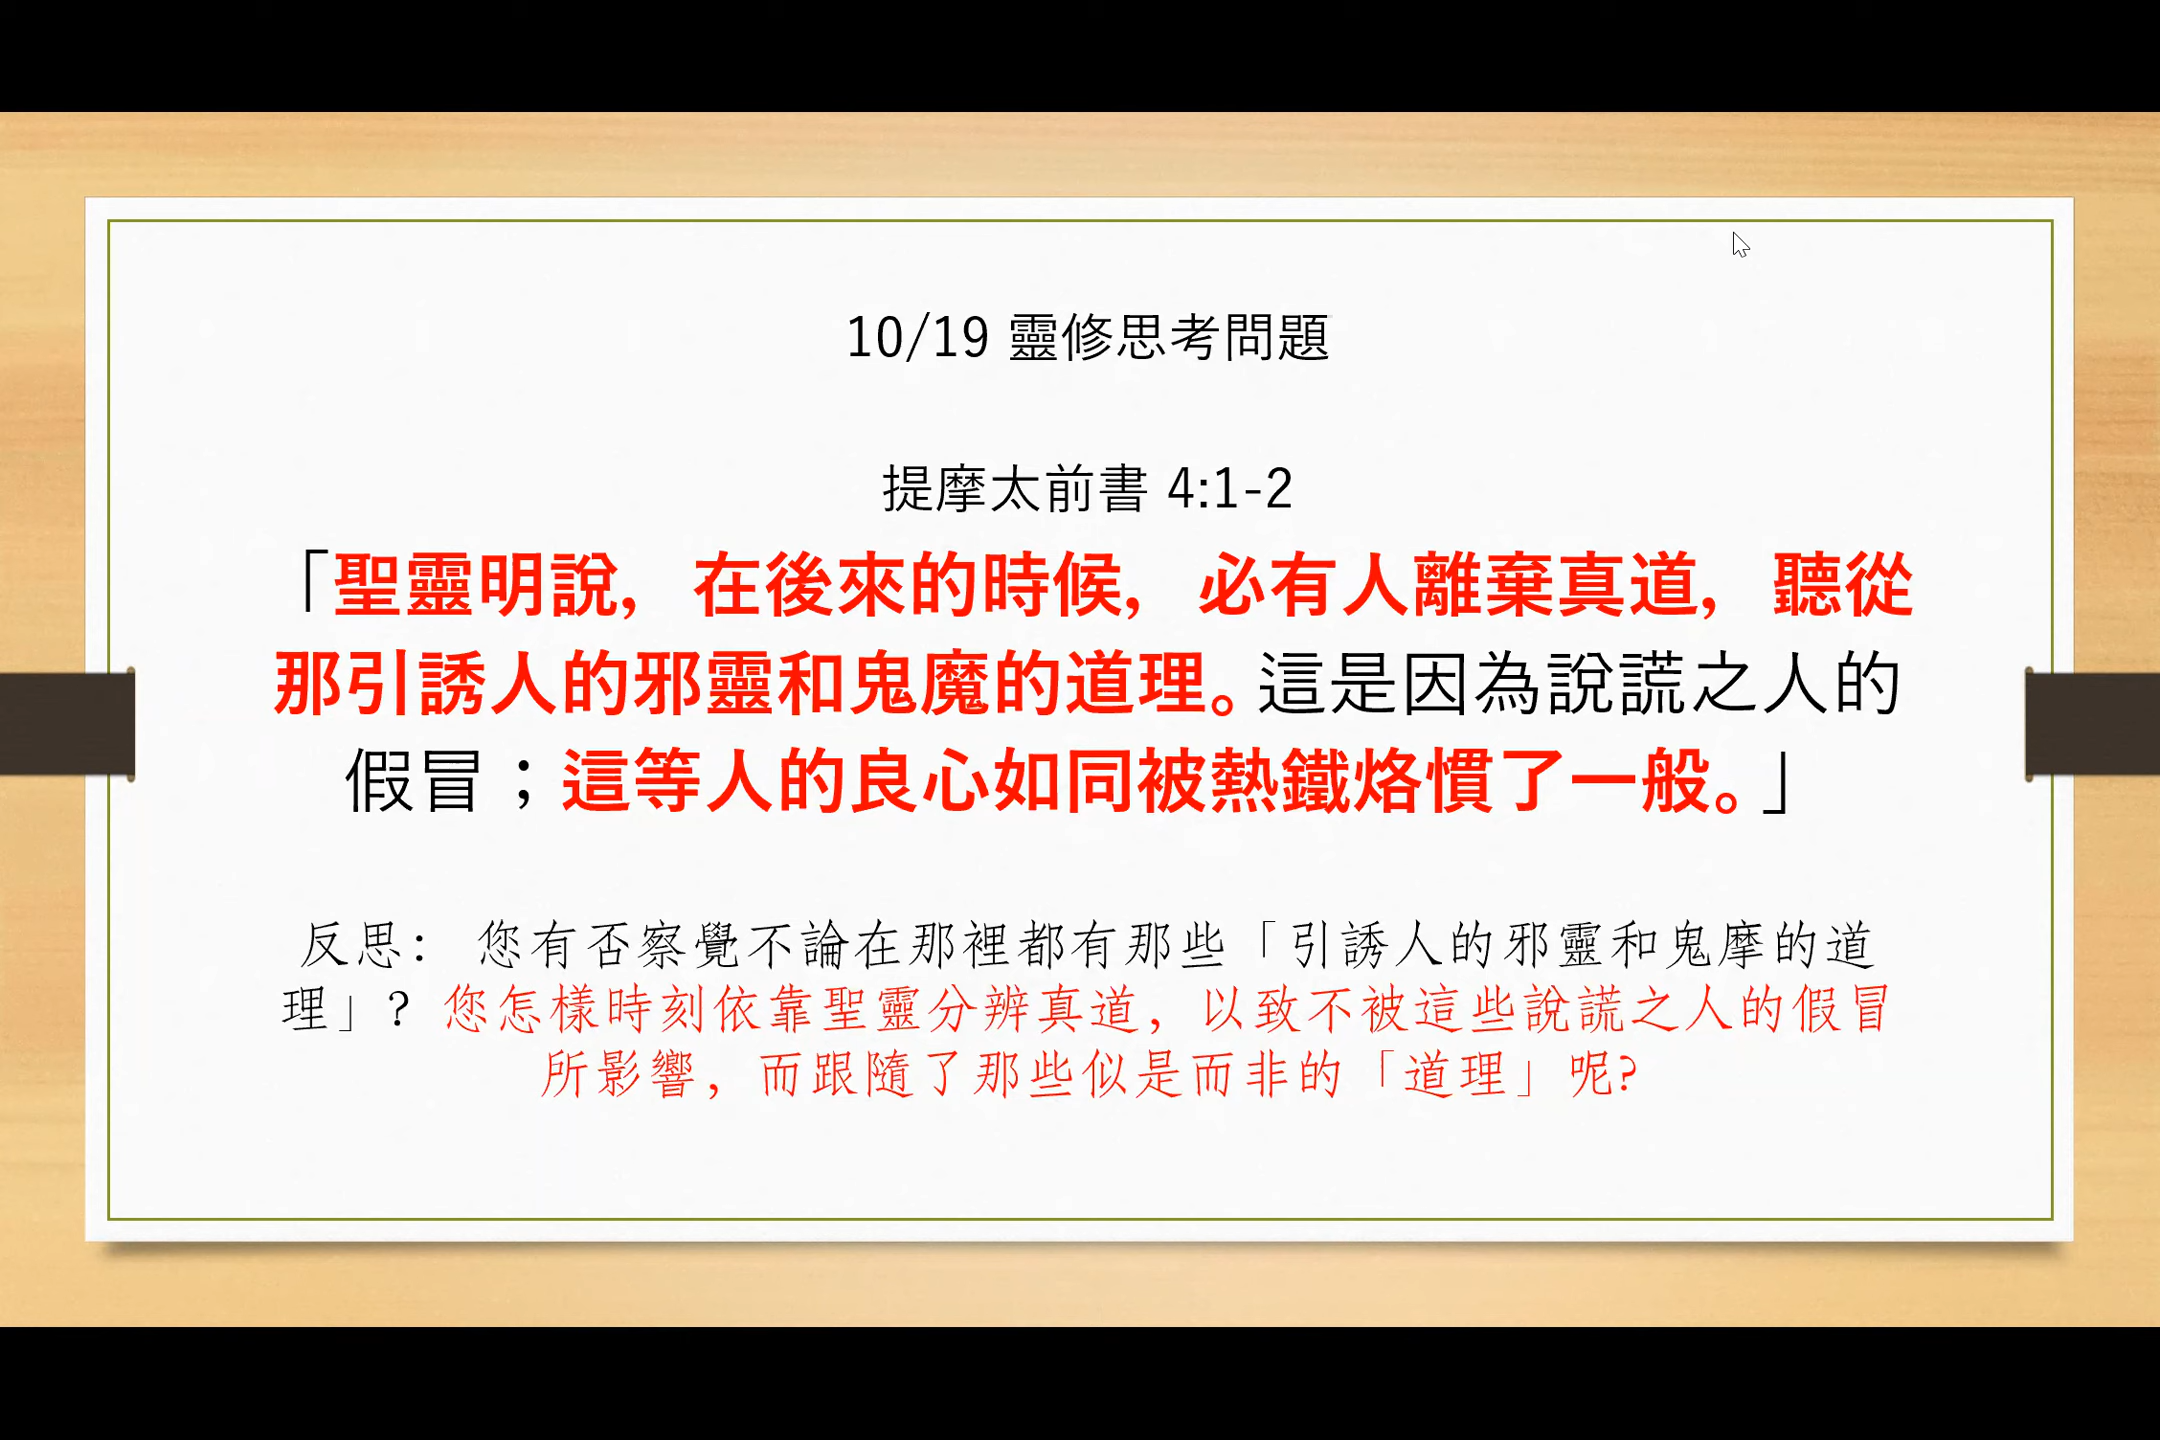 10/19 靈修思考問題
提摩太前書 4:1-2
「聖靈明說, 在後來的時候, 必有人離棄真道, 聽從
那引誘人的邪靈和鬼魔的道理。這是因為說謊之人的
假冒；這等人的良心如同被熱鐵烙慣了一般。」
反思: 您有否察覺不論在那裡都有那些「引誘人的邪靈和鬼摩的道
理」? 您怎樣時刻依靠聖靈分辨真道, 以致不被這些說謊之人的假冒
所影響, 而跟隨了那些似是而非的「道理」呢?